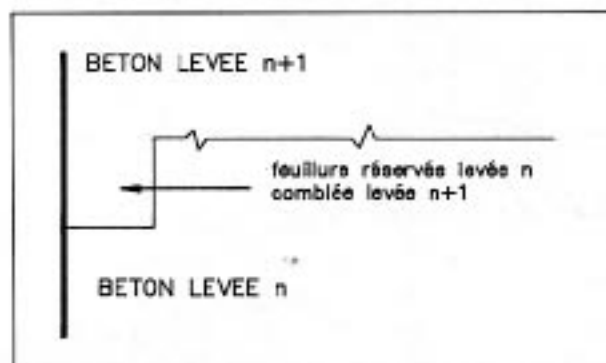 BETON LEVEE n+1
feuillure réservée levée n
comblée levée n+1
BETON LEVEE n